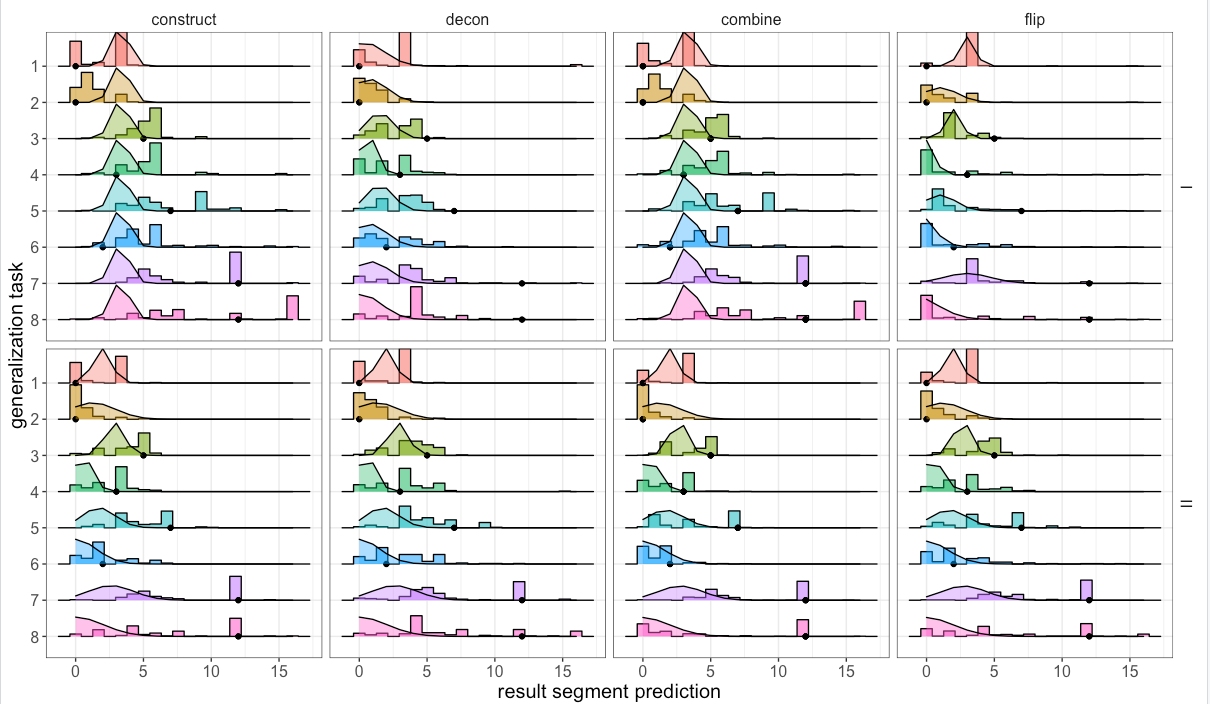 construct decon combine flip
generalization task
1
2
3
4
5
6
7
8
I
1
2
3
4
5
6
7
8
II
0 5 10 15 0 5 10 15 0 5 10 15 0 5 10 15
result segment prediction